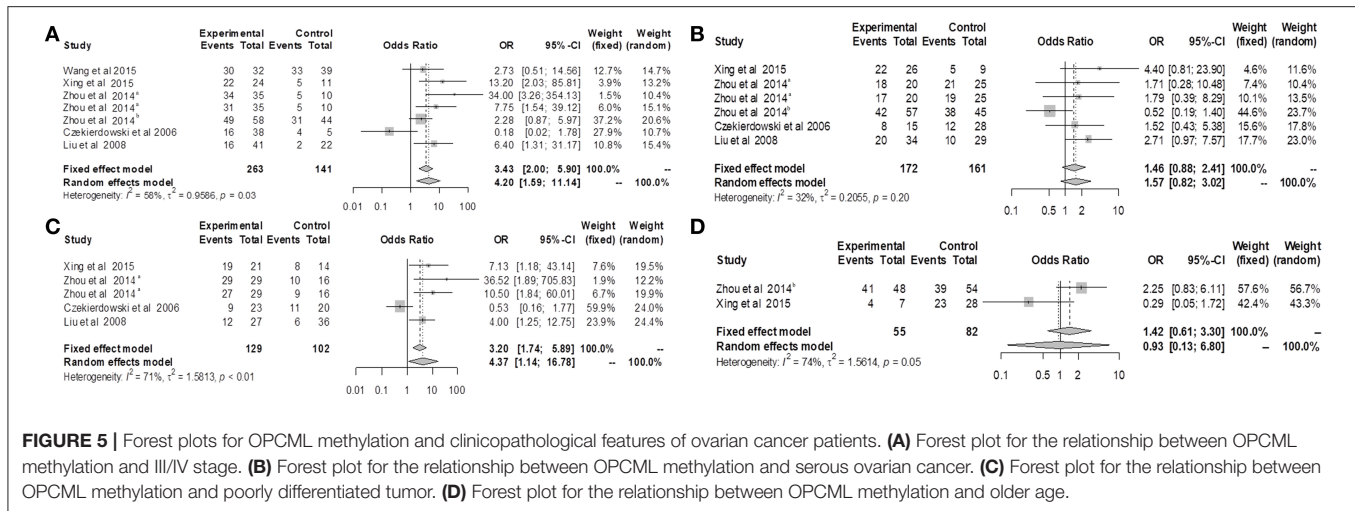 A
Experimental Control Weight Weight
Study Events Total Events Total Odds Ratio OR 95%-CI (fixed) (random)
Wang et al 2015 30 32 33 39 2.73 [0.51; 14.56] 12.7% 14.7%
Xing et al 2015 22 24 5 11 13.20 [2.03; 85.81] 3.9% 13.2%
Zhou et al 2014ᵃ 34 35 5 10 34.00 [3.26; 354.13] 1.5% 10.4%
Zhou et al 2014ᵃ 31 35 5 10 7.75 [1.54; 39.12] 6.0% 15.1%
Zhou et al 2014ᵇ 49 58 31 44 2.28 [0.87; 5.97] 37.2% 20.6%
Czekierdowski et al 2006 16 38 4 5 0.18 [0.02; 1.78] 27.9% 10.7%
Liu et al 2008 16 41 2 22 6.40 [1.31; 31.17] 10.8% 15.4%
Fixed effect model 263 141 3.43 [2.00; 5.90] 100.0% --
Random effects model 4.20 [1.59; 11.14] -- 100.0%
Heterogeneity: I² = 58%, τ² = 0.9586, p = 0.03
0.01 0.1 1 10 100
B
Experimental Control Weight Weight
Study Events Total Events Total Odds Ratio OR 95%-CI (fixed) (random)
Xing et al 2015 22 26 5 9 4.40 [0.81; 23.90] 4.6% 11.6%
Zhou et al 2014ᵃ 18 20 21 25 1.71 [0.28; 10.48] 7.4% 10.4%
Zhou et al 2014ᵃ 17 20 19 25 1.79 [0.39; 8.29] 10.1% 13.5%
Zhou et al 2014ᵇ 42 57 38 45 0.52 [0.19; 1.40] 44.6% 23.7%
Czekierdowski et al 2006 8 15 12 28 1.52 [0.43; 5.38] 15.6% 17.8%
Liu et al 2008 20 34 10 29 2.71 [0.97; 7.57] 17.7% 23.0%
Fixed effect model 172 161 1.46 [0.88; 2.41] 100.0% --
Random effects model 1.57 [0.82; 3.02] -- 100.0%
Heterogeneity: I² = 32%, τ² = 0.2055, p = 0.20
0.1 0.5 1 2 10
C
Experimental Control Weight Weight
Study Events Total Events Total Odds Ratio OR 95%-CI (fixed) (random)
Xing et al 2015 19 21 8 14 7.13 [1.18; 43.14] 7.6% 19.5%
Zhou et al 2014ᵃ 29 29 10 16 36.52 [1.89; 705.83] 1.9% 12.2%
Zhou et al 2014ᵃ 27 29 9 16 10.50 [1.84; 60.01] 6.7% 19.9%
Czekierdowski et al 2006 9 23 11 20 0.53 [0.16; 1.77] 59.9% 24.0%
Liu et al 2008 12 27 6 36 4.00 [1.25; 12.75] 23.9% 24.4%
Fixed effect model 129 102 3.20 [1.74; 5.89] 100.0% --
Random effects model 4.37 [1.14; 16.78] -- 100.0%
Heterogeneity: I² = 71%, τ² = 1.5813, p < 0.01
0.01 0.1 1 10 100
D
Experimental Control Weight Weight
Study Events Total Events Total Odds Ratio OR 95%-CI (fixed) (random)
Zhou et al 2014ᵇ 41 48 39 54 2.25 [0.83; 6.11] 57.6% 56.7%
Xing et al 2015 4 7 23 28 0.29 [0.05; 1.72] 42.4% 43.3%
Fixed effect model 55 82 1.42 [0.61; 3.30] 100.0% --
Random effects model 0.93 [0.13; 6.80] -- 100.0%
Heterogeneity: I² = 74%, τ² = 1.5614, p = 0.05
0.1 0.5 1 2 10
FIGURE 5 | Forest plots for OPCML methylation and clinicopathological features of ovarian cancer patients. (A) Forest plot for the relationship between OPCML
methylation and III/IV stage. (B) Forest plot for the relationship between OPCML methylation and serous ovarian cancer. (C) Forest plot for the relationship between
OPCML methylation and poorly differentiated tumor. (D) Forest plot for the relationship between OPCML methylation and older age.